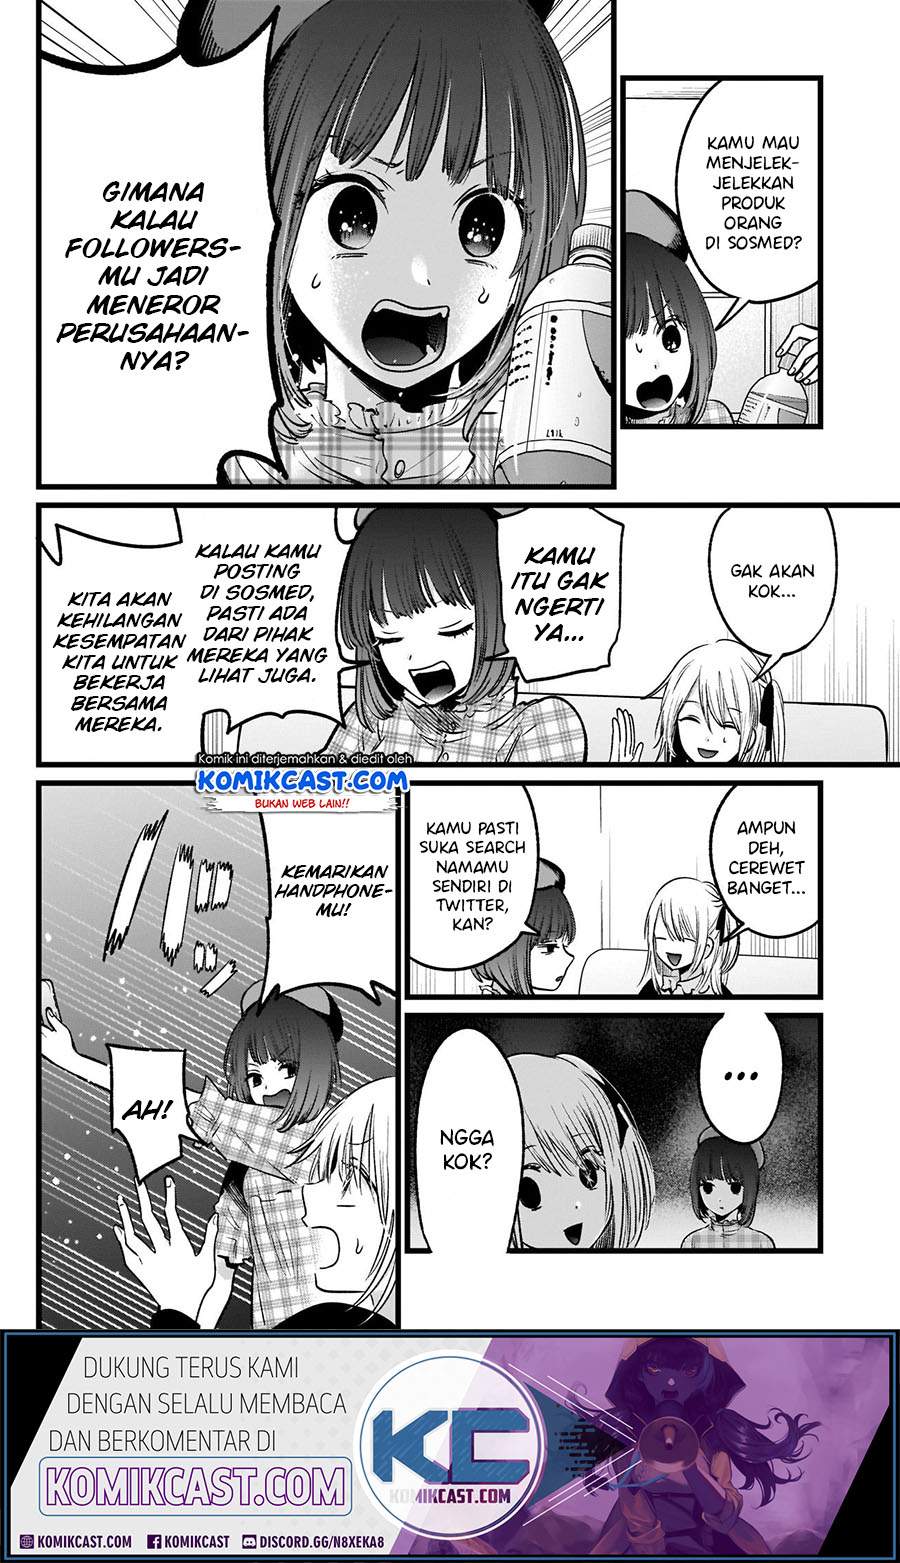 KAMU MAU
MENJELEK-
JELEKKAN
PRODUK
ORANG
DI SOSMED?
GIMANA
KALAU
FOLLOWERS-
MU JADI
MENEROR
PERUSAHAAN-
NYA?
GAK AKAN
KOK...
KAMU
ITU GAK
NGERTI
YA...
KALAU KAMU
POSTING
DI SOSMED,
PASTI ADA
DARI PIHAK
MEREKA YANG
LIHAT JUGA.
KITA AKAN
KEHILANGAN
KESEMPATAN
KITA UNTUK
BEKERJA
BERSAMA
MEREKA.
Komik ini diterjemahkan & diedit oleh
KOMIKCAST.COM
BUKAN WEB LAIN!!
AMPUN
DEH,
CEREWET
BANGET...
KAMU PASTI
SUKA SEARCH
NAMAMU
SENDIRI DI
TWITTER,
KAN?
...
NGGA
KOK?
KEMARIKAN
HANDPHONE-
MU!
AH!
DUKUNG TERUS KAMI
DENGAN SELALU MEMBACA
DAN BERKOMENTAR DI
KOMIKCAST.COM
KC
KOMIKCAST.COM
KOMIKCAST.COM KOMIKCAST DISCORD.GG/N8XEKA8